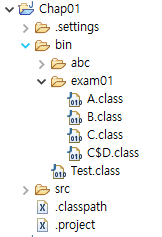 Chap01
.settings
bin
abc
exam01
A.class
B.class
C.class
C$D.class
Test.class
src
.classpath
.project